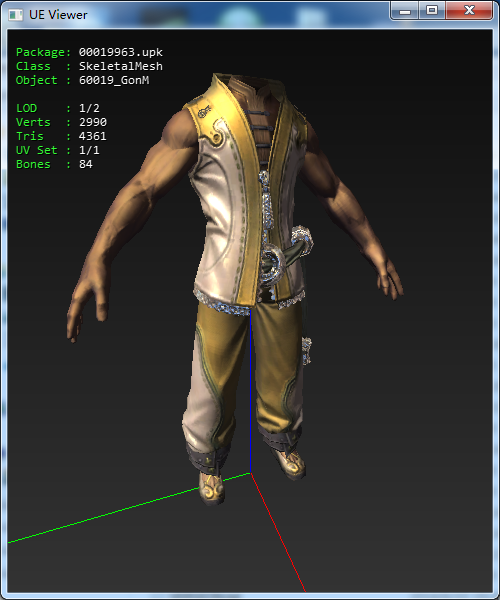 UE Viewer
Package: 00019963.upk
Class : SkeletalMesh
Object : 60019_GonM
LOD : 1/2
Verts : 2990
Tris : 4361
UV Set : 1/1
Bones : 84